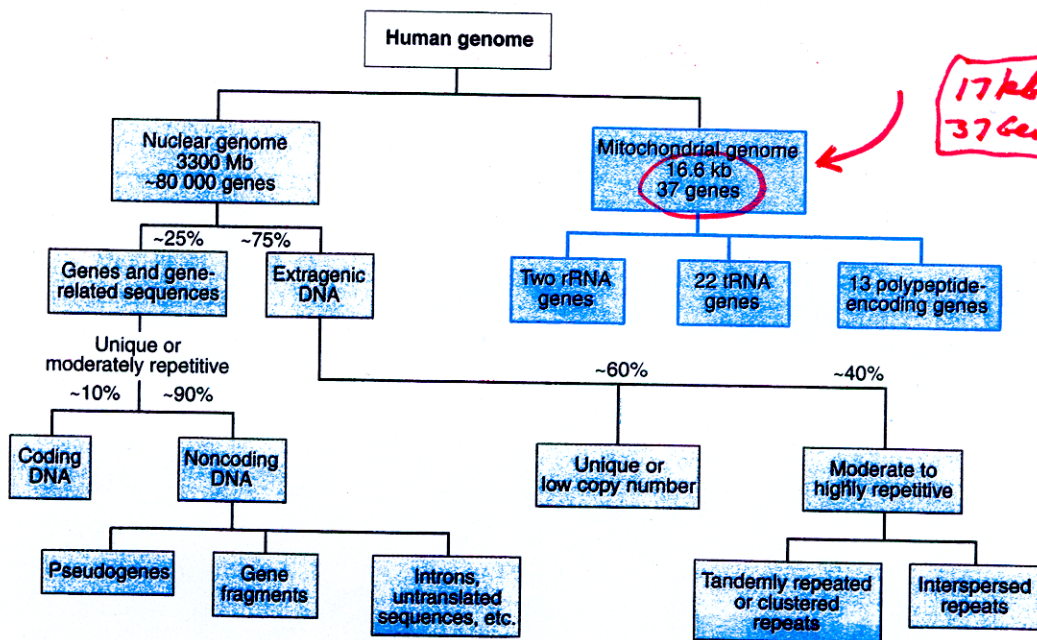 Human genome
17 kb
37 Ge
Nuclear genome
3300 Mb
~80 000 genes
Mitochondrial genome
16.6 kb
37 genes
~25%
~75%
Genes and gene-
related sequences
Extragenic
DNA
Two rRNA
genes
22 tRNA
genes
13 polypeptide-
encoding genes
Unique or
moderately repetitive
~60%
~40%
~10%
~90%
Coding
DNA
Noncoding
DNA
Unique or
low copy number
Moderate to
highly repetitive
Pseudogenes
Gene
fragments
Introns,
untranslated
sequences, etc.
Tandemly repeated
or clustered
repeats
Interspersed
repeats